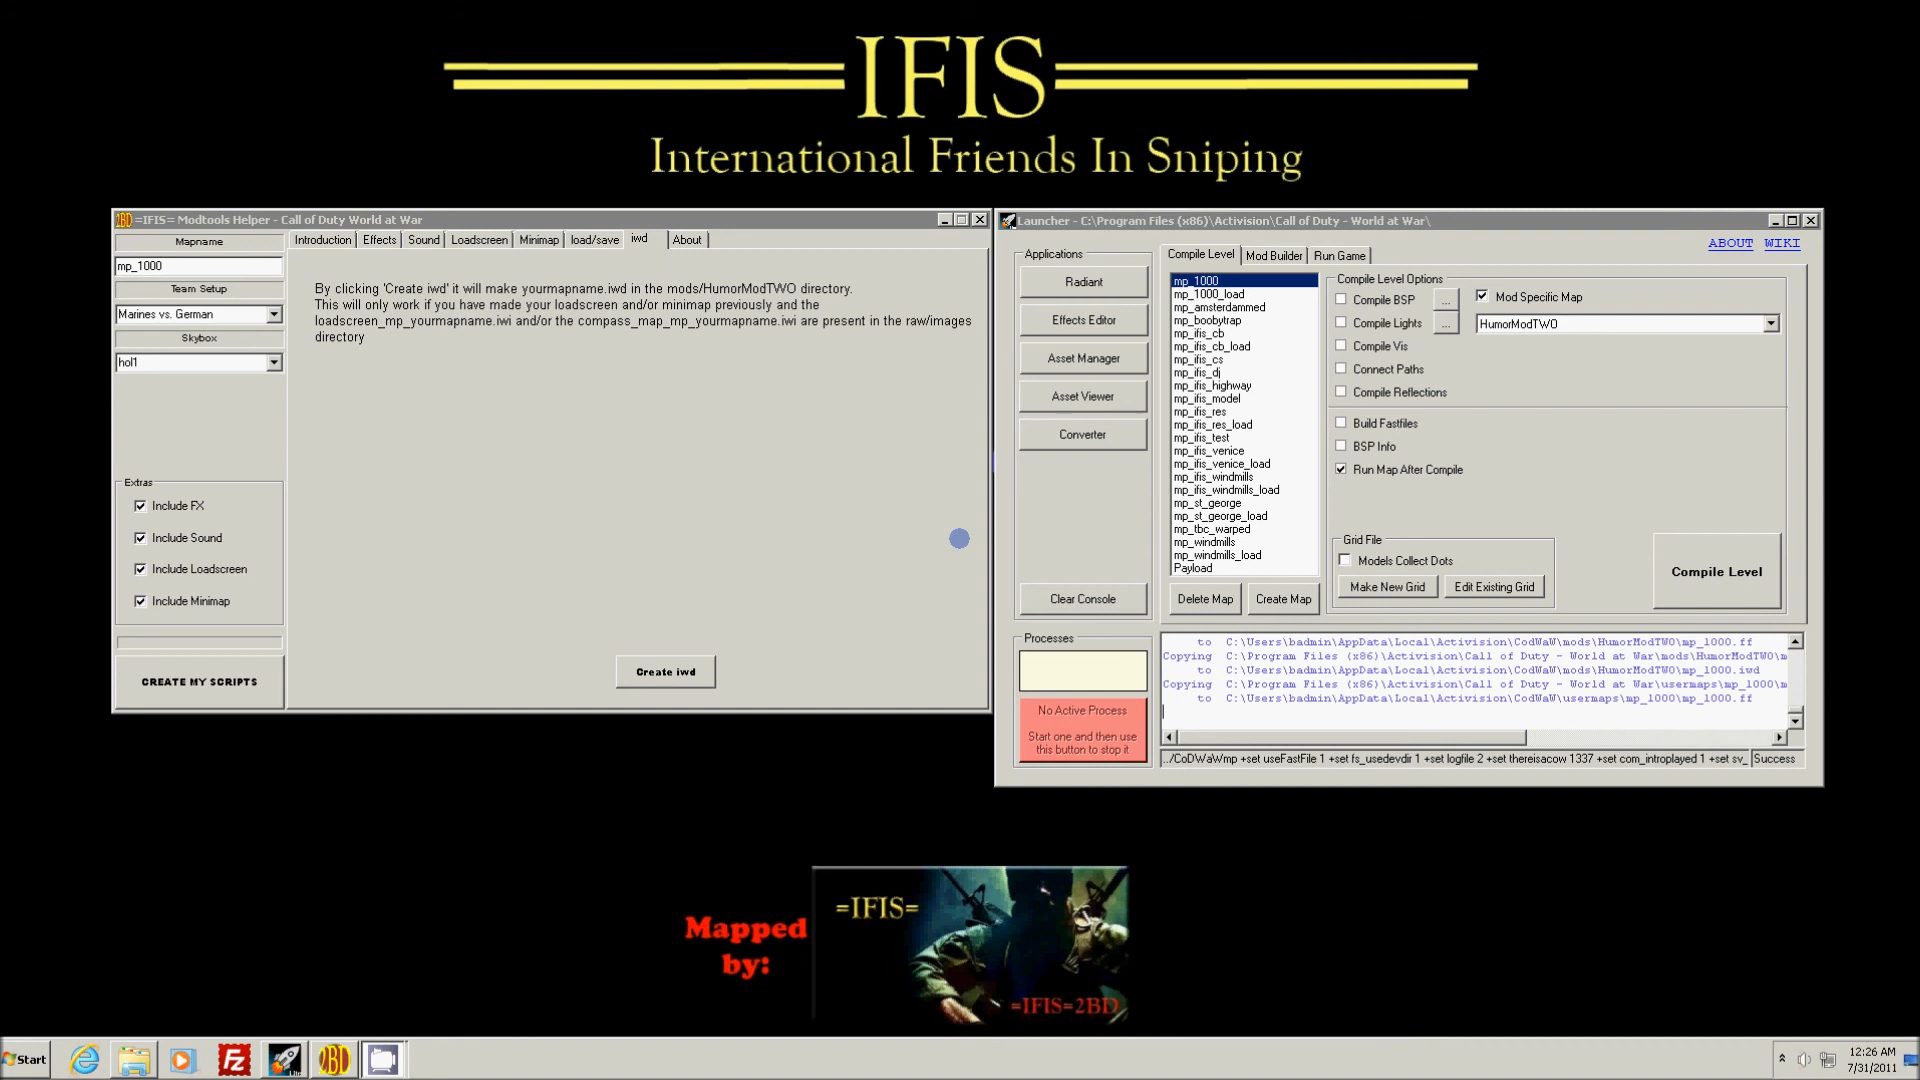 IFIS
International Friends In Sniping
=IFIS= Modtools Helper - Call of Duty World at War
Mapname
mp_1000
Team Setup
Marines vs. German
Skybox
hol1
Extras
Include FX
Include Sound
Include Loadscreen
Include Minimap
CREATE MY SCRIPTS
Introduction
Effects
Sound
Loadscreen
Minimap
load/save
iwd
About
By clicking 'Create iwd' it will make yourmapname.iwd in the mods/HumorModTWO directory.
This will only work if you have made your loadscreen and/or minimap previously and the
loadscreen_mp_yourmapname.iwi and/or the compass_map_mp_yourmapname.iwi are present in the raw/images
directory
Create iwd
Launcher - C:\Program Files (x86)\Activision\Call of Duty - World at War\
ABOUT WIKI
Applications
Radiant
Effects Editor
Asset Manager
Asset Viewer
Converter
Clear Console
Processes
No Active Process
Start one and then use
this button to stop it
Compile Level
Mod Builder
Run Game
mp_1000
mp_1000_load
mp_amsterdammed
mp_boobytrap
mp_ifis_cb
mp_ifis_cb_load
mp_ifis_cs
mp_ifis_dj
mp_ifis_highway
mp_ifis_model
mp_ifis_res
mp_ifis_res_load
mp_ifis_test
mp_ifis_venice
mp_ifis_venice_load
mp_ifis_windmills
mp_ifis_windmills_load
mp_st_george
mp_st_george_load
mp_tbc_warped
mp_windmills
mp_windmills_load
Payload
Delete Map
Create Map
Compile Level Options
Compile BSP ...
Compile Lights ...
Compile Vis
Connect Paths
Compile Reflections
Build Fastfiles
BSP Info
Run Map After Compile
Mod Specific Map
HumorModTWO
Grid File
Models Collect Dots
Make New Grid
Edit Existing Grid
Compile Level
to C:\Users\badmin\AppData\Local\Activision\CodWaW\mods\HumorModTWO\mp_1000.ff
Copying C:\Program Files (x86)\Activision\Call of Duty - World at War\mods\HumorModTWO\m
to C:\Users\badmin\AppData\Local\Activision\CodWaW\mods\HumorModTWO\mp_1000.iwd
Copying C:\Program Files (x86)\Activision\Call of Duty - World at War\usermaps\mp_1000\m
to C:\Users\badmin\AppData\Local\Activision\CodWaW\usermaps\mp_1000\mp_1000.ff
../CoDWaWmp +set useFastFile 1 +set fs_usedevdir 1 +set logfile 2 +set thereisacow 1337 +set com_introplayed 1 +set sv_
Success
Mapped
by:
=IFIS=
=IFIS=2BD
Start
Fz
Lite
2BD
12:26 AM
7/31/2011